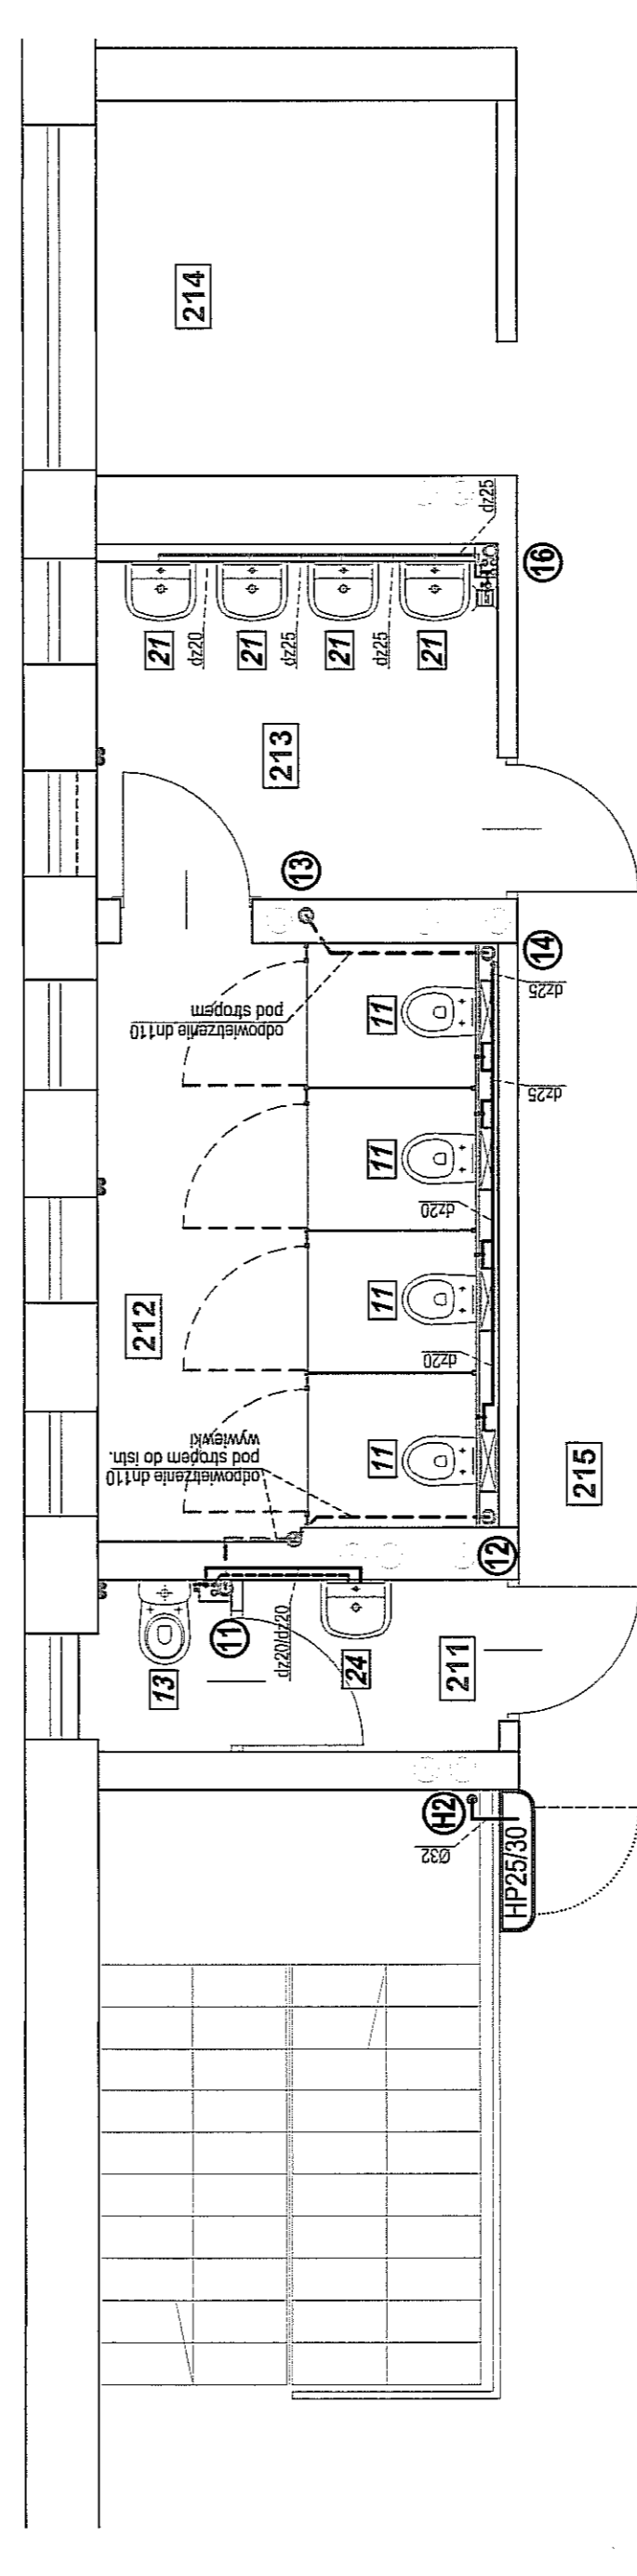 214
dz25
16
21
21
21
21
dz20
dz25
dz25
213
13
14
odpowietrzenie dn110
pod stropem
11
11
11
11
dz25
dz25
dz20
dz20
212
odpowietrzenie dn110
pod stropem do istn.
wywiewki
215
12
11
13
dz20/dz20
24
211
H2
Ø32
HP25/30